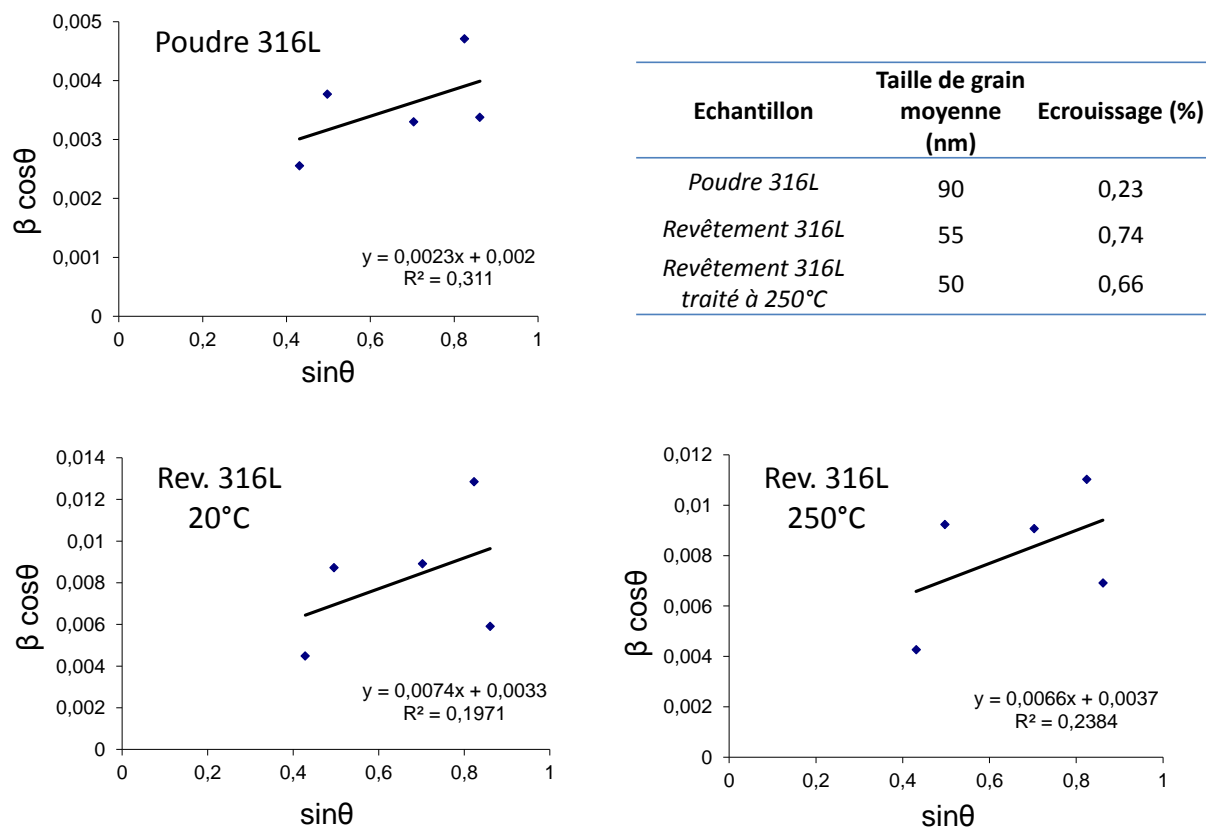 Poudre 316L
β cosθ
0,005
0,004
0,003
0,002
0,001
0
y = 0,0023x + 0,002
R² = 0,311
0 0,2 0,4 0,6 0,8 1
sinθ
Echantillon Taille de grain moyenne (nm) Ecrouissage (%)
Poudre 316L 90 0,23
Revêtement 316L 55 0,74
Revêtement 316L traité à 250°C 50 0,66
Rev. 316L
20°C
β cosθ
0,014
0,012
0,01
0,008
0,006
0,004
0,002
0
y = 0,0074x + 0,0033
R² = 0,1971
0 0,2 0,4 0,6 0,8 1
sinθ
Rev. 316L
250°C
β cosθ
0,012
0,01
0,008
0,006
0,004
0,002
0
y = 0,0066x + 0,0037
R² = 0,2384
0 0,2 0,4 0,6 0,8 1
sinθ